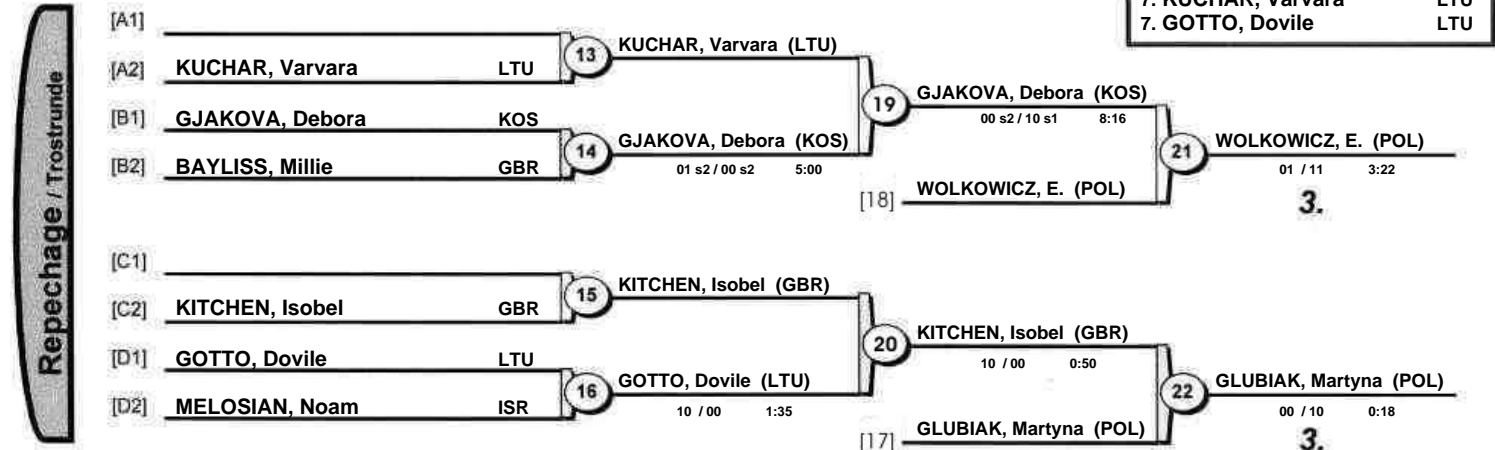 7. KUCHAR, Varvara LTU
7. GOTTO, Dovile LTU
Repechage / Trostrunde
[A1]
13 KUCHAR, Varvara (LTU)
[A2] KUCHAR, Varvara LTU
19 GJAKOVA, Debora (KOS)
00 s2 / 10 s1 8:16
[B1] GJAKOVA, Debora KOS
14 GJAKOVA, Debora (KOS)
01 s2 / 00 s2 5:00
[B2] BAYLISS, Millie GBR
21 WOLKOWICZ, E. (POL)
01 / 11 3:22
3.
[18] WOLKOWICZ, E. (POL)
[C1]
15 KITCHEN, Isobel (GBR)
[C2] KITCHEN, Isobel GBR
20 KITCHEN, Isobel (GBR)
10 / 00 0:50
[D1] GOTTO, Dovile LTU
16 GOTTO, Dovile (LTU)
10 / 00 1:35
[D2] MELOSIAN, Noam ISR
22 GLUBIAK, Martyna (POL)
00 / 10 0:18
3.
[17] GLUBIAK, Martyna (POL)